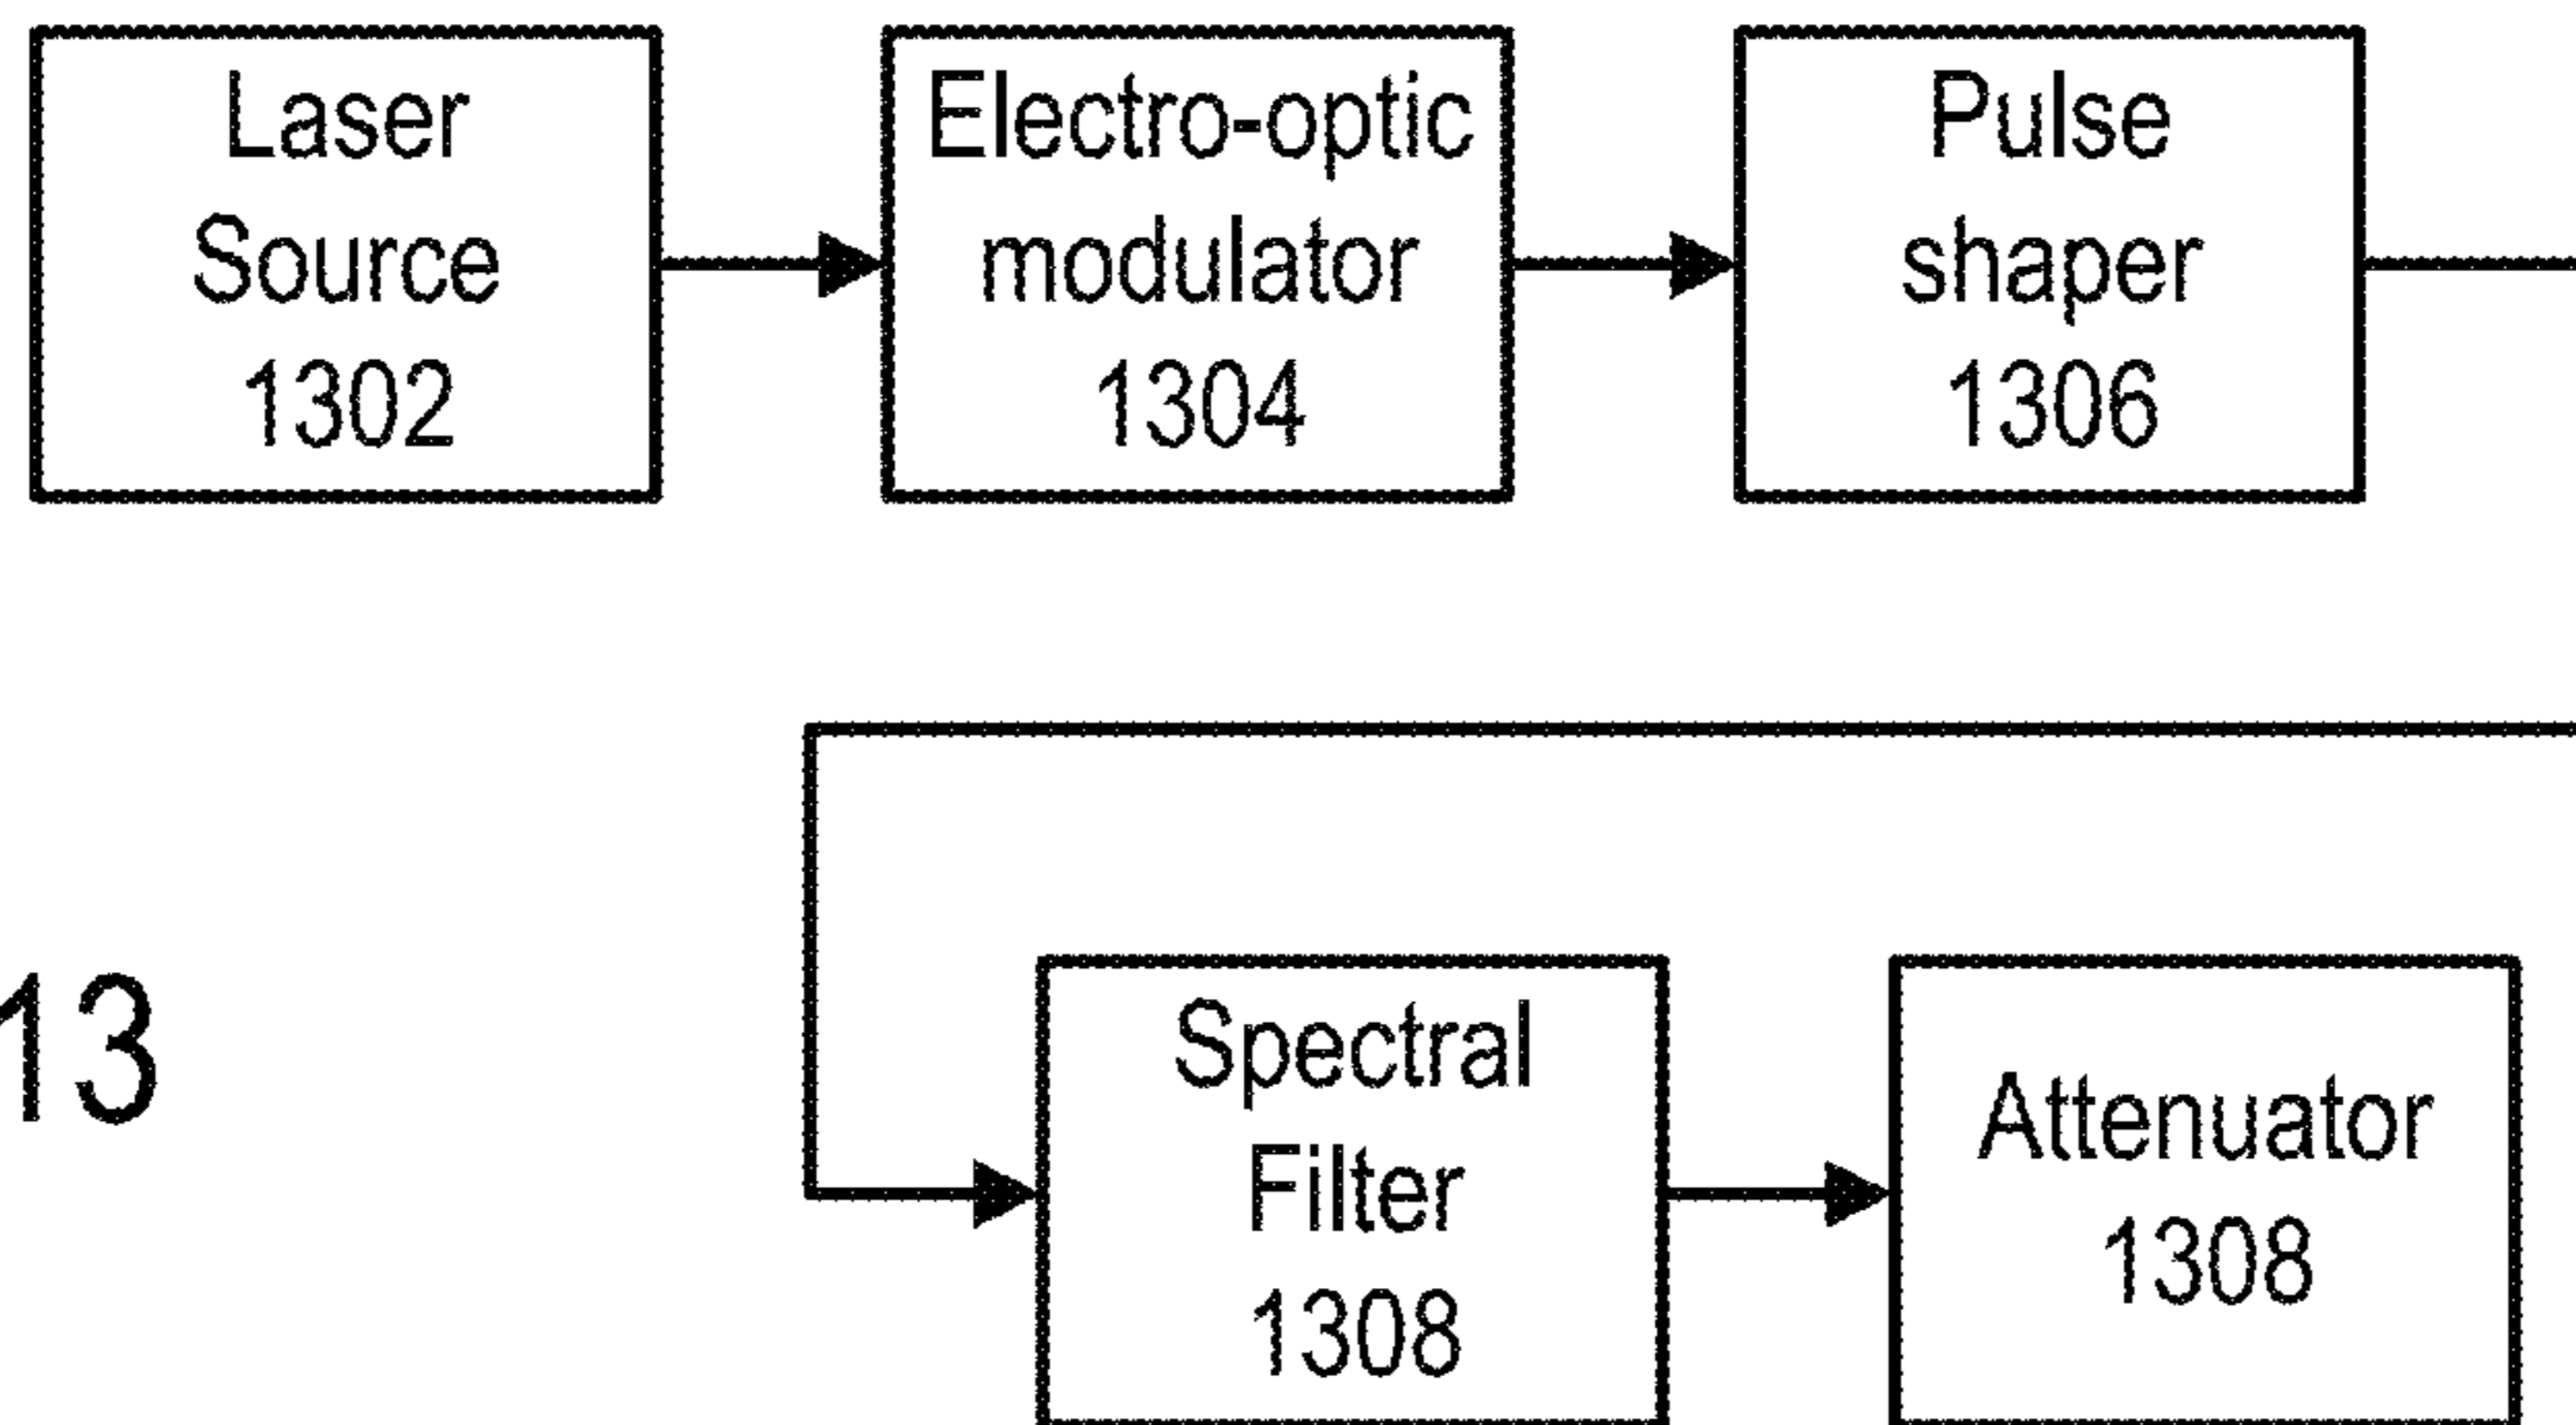 Laser
Source
1302
Electro-optic
modulator
1304
Pulse
shaper
1306
13
Spectral
Filter
1308
Attenuator
1308